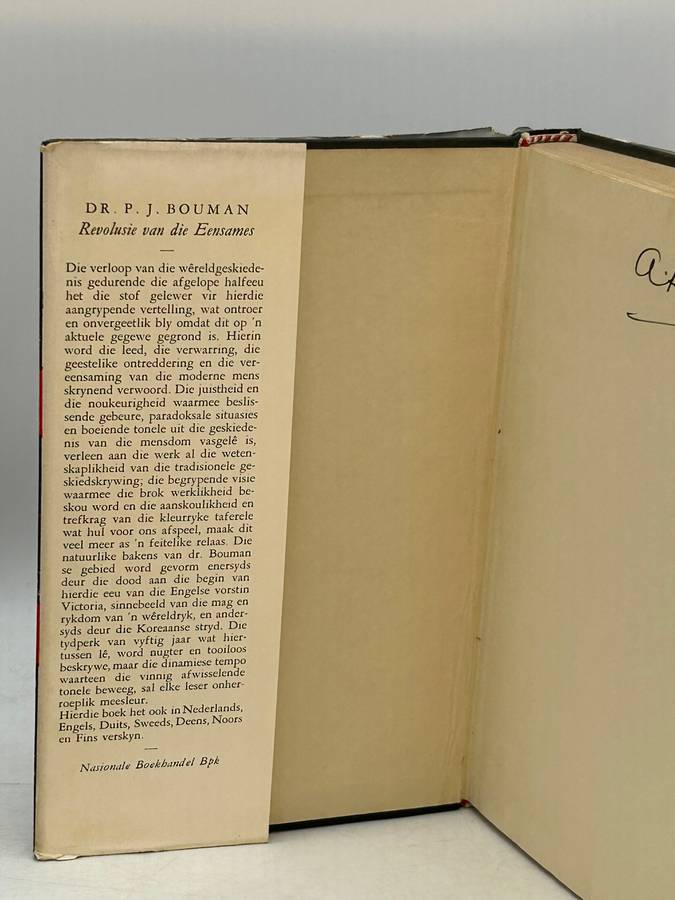 DR. P. J. BOUMAN
Revolusie van die Eensames
Die verloop van die wêreldgeskiede-
nis gedurende die afgelope halfeeu
het die stof gelewer vir hierdie
aangrypende vertelling, wat ontroer
en onvergeetlik bly omdat dit op 'n
aktuele gegewe gegrond is. Hierin
word die leed, die verwarring, die
geestelike ontreddering en die ver-
eensaming van die moderne mens
skrynend verwoord. Die juistheid en
die noukeurigheid waarmee beslis-
sende gebeure, paradoksale situasies
en boeiende tonele uit die geskiede-
nis van die mensdom vasgelê is,
verleen aan die werk al die weten-
skaplikheid van die tradisionele ge-
skiedskrywing; die begrypende visie
waarmee die brok werklikheid be-
skou word en die aanskoulikheid en
trefkrag van die kleurryke taferele
wat hul voor ons afspeel, maak dit
veel meer as 'n feitelike relaas. Die
natuurlike bakens van dr. Bouman
se gebied word gevorm enersyds
deur die dood aan die begin van
hierdie eeu van die Engelse vorstin
Victoria, sinnebeeld van die mag en
rykdom van 'n wêreldryk, en ander-
syds deur die Koreaanse stryd. Die
tydperk van vyftig jaar wat hier-
tussen lê, word nugter en tooiloos
beskrywe, maar die dinamiese tempo
waarteen die vinnig afwisselende
tonele beweeg, sal elke leser onher-
roeplik meesleur.
Hierdie boek het ook in Nederlands,
Engels, Duits, Sweeds, Deens, Noors
en Fins verskyn.
Nasionale Boekhandel Bpk